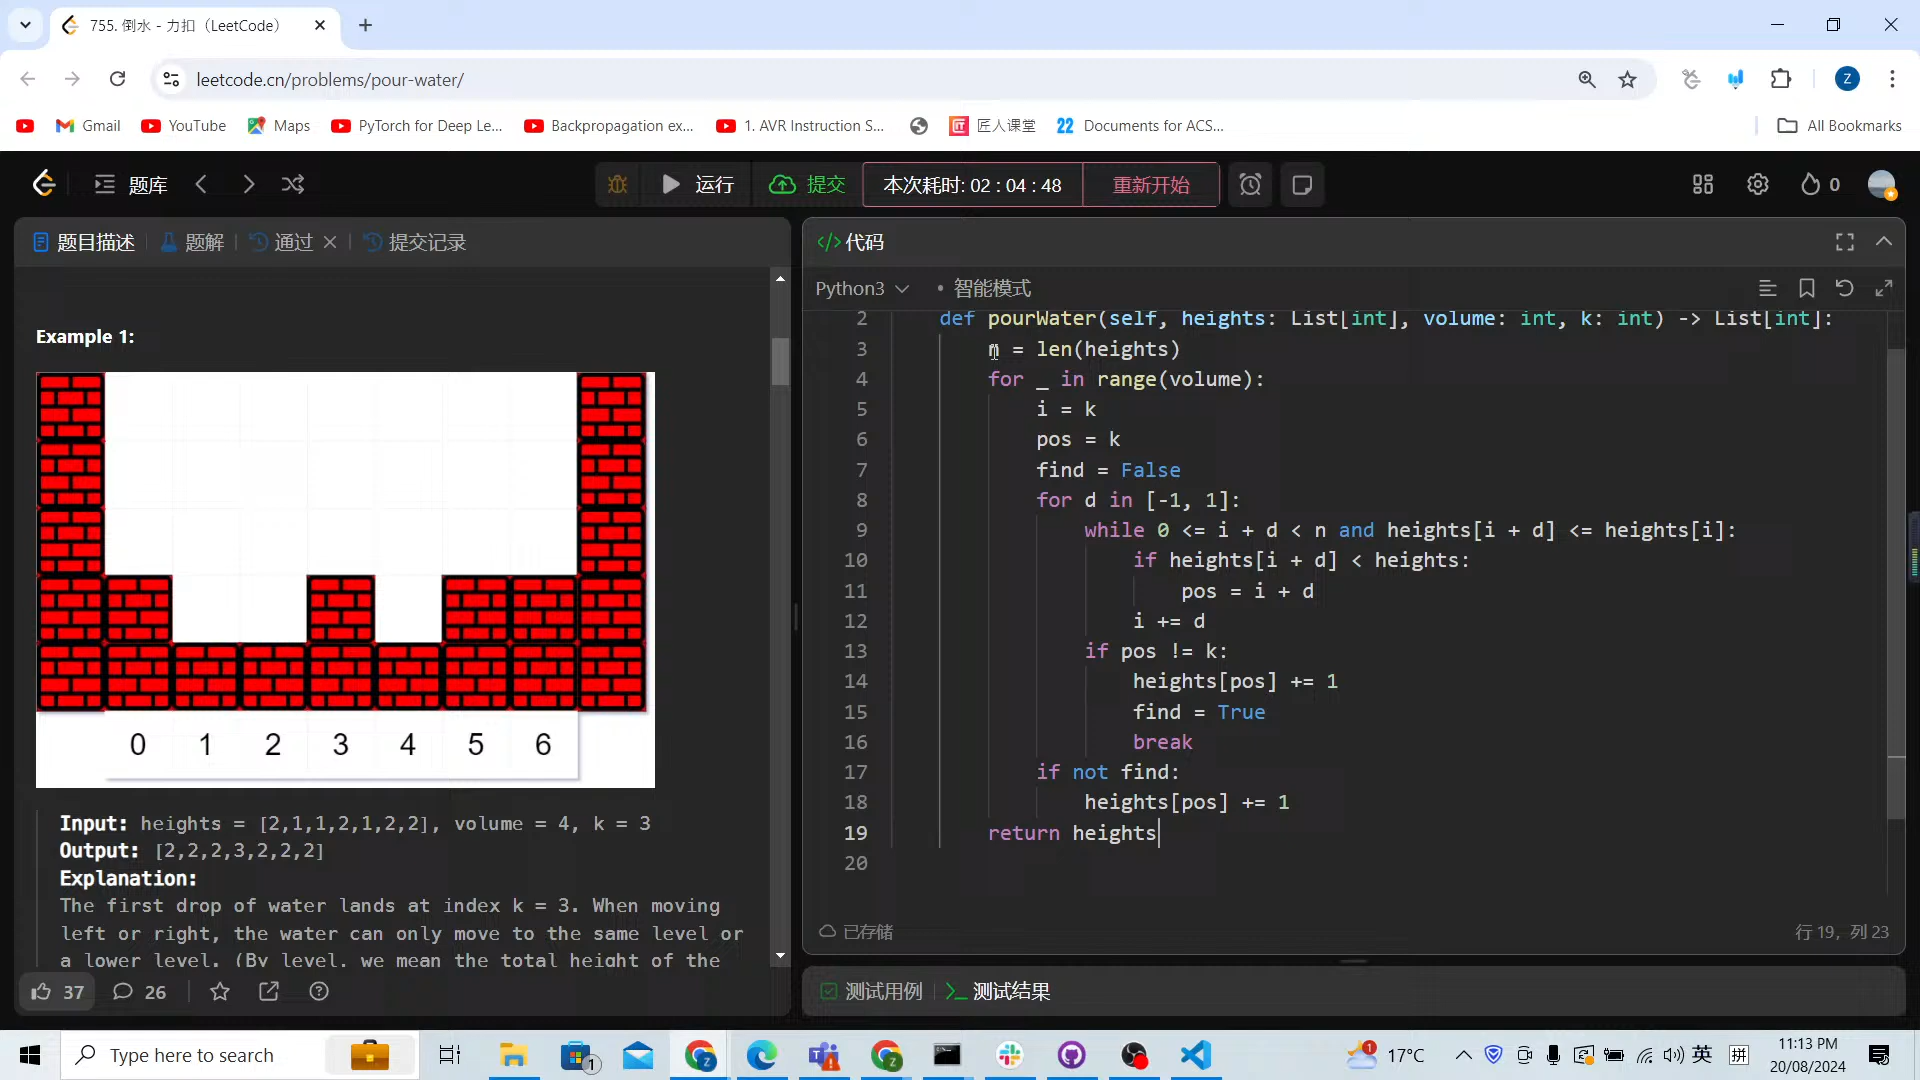 755. 倒水 - 力扣（LeetCode）
leetcode.cn/problems/pour-water/
Z
Gmail
YouTube
Maps
PyTorch for Deep Le...
Backpropagation ex...
1. AVR Instruction S...
匠人课堂
22 Documents for ACS...
All Bookmarks
题库
运行
提交
本次耗时: 02 : 04 : 48
重新开始
0
题目描述
题解
通过
提交记录
</> 代码
Python3
• 智能模式
Example 1:
0 1 2 3 4 5 6
Input: heights = [2,1,1,2,1,2,2], volume = 4, k = 3
Output: [2,2,2,3,2,2,2]
Explanation:
The first drop of water lands at index k = 3. When moving
left or right, the water can only move to the same level or
a lower level. (By level, we mean the total height of the
37
26
2 def pourWater(self, heights: List[int], volume: int, k: int) -> List[int]:
3 n = len(heights)
4 for _ in range(volume):
5 i = k
6 pos = k
7 find = False
8 for d in [-1, 1]:
9 while 0 <= i + d < n and heights[i + d] <= heights[i]:
10 if heights[i + d] < heights:
11 pos = i + d
12 i += d
13 if pos != k:
14 heights[pos] += 1
15 find = True
16 break
17 if not find:
18 heights[pos] += 1
19 return heights
20
已存储
行 19，列 23
测试用例
测试结果
Type here to search
1
1
17°C
英
拼
11:13 PM
20/08/2024